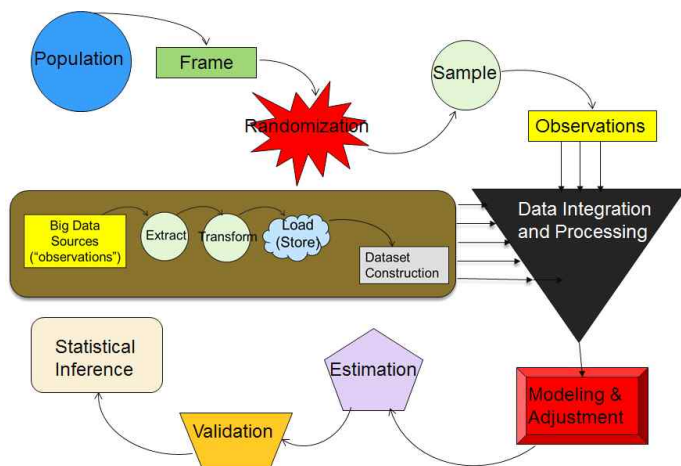 Population
Frame
Randomization
Sample
Observations
Big Data
Sources
(“observations”)
Extract
Transform
Load
(Store)
Dataset
Construction
Data Integration
and Processing
Modeling &
Adjustment
Estimation
Validation
Statistical
Inference